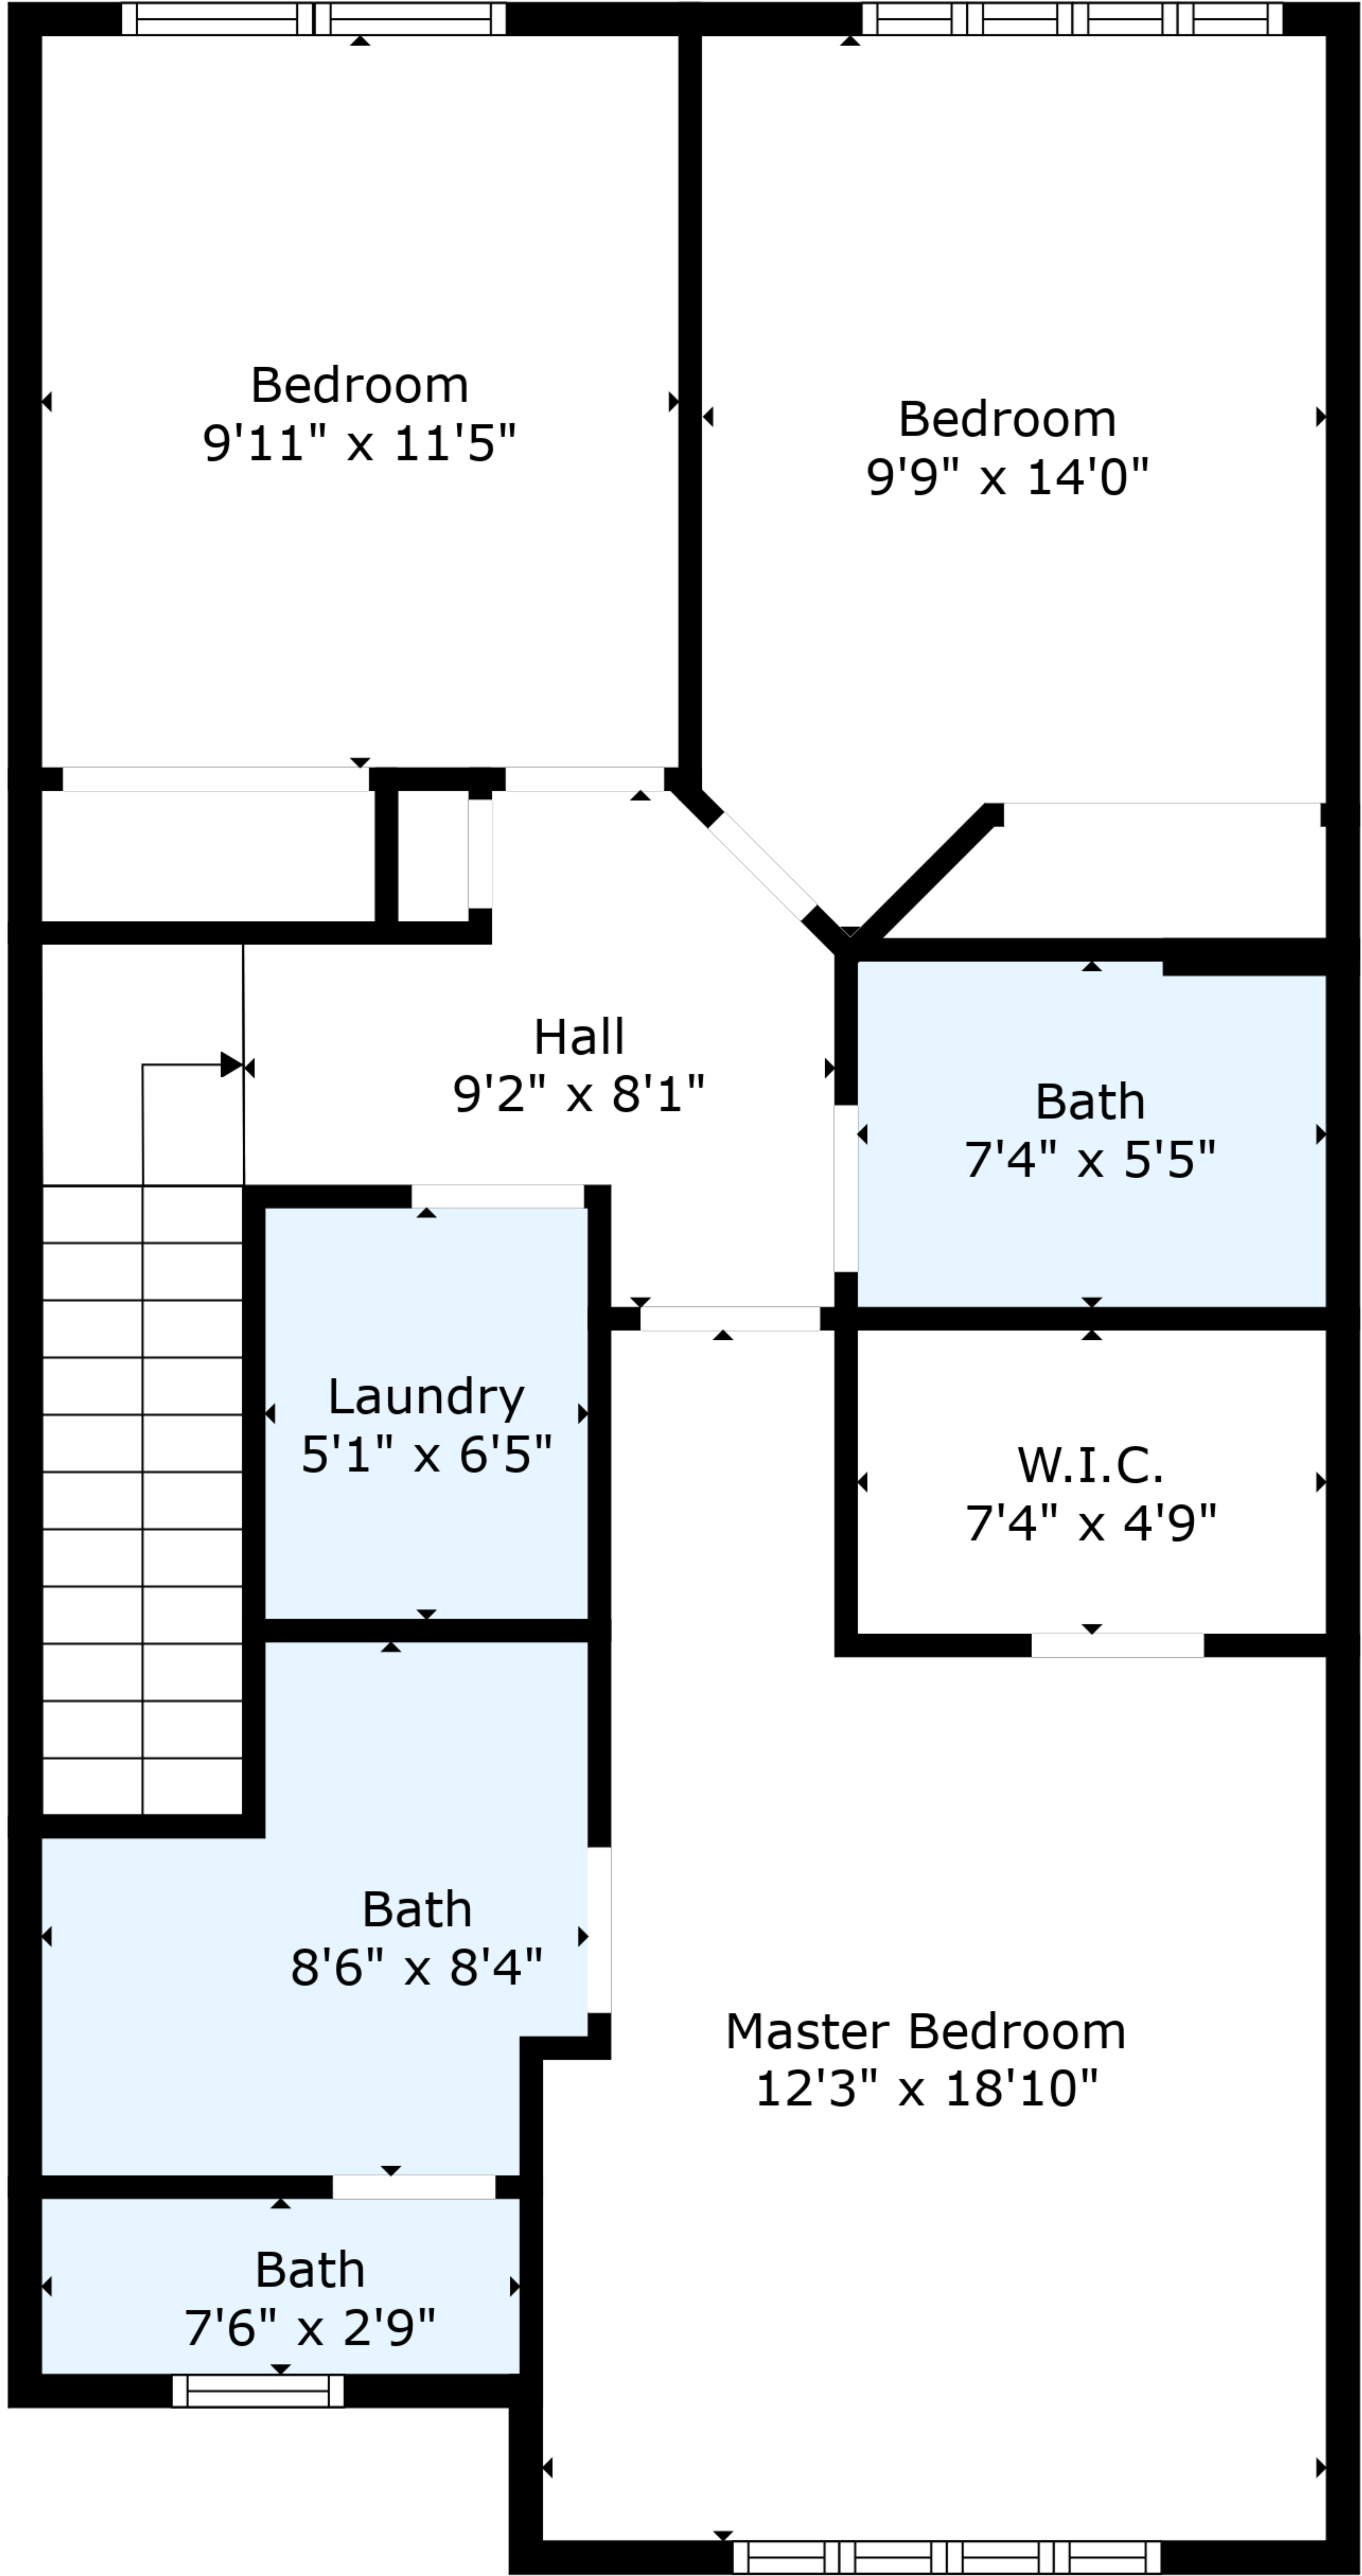 Bedroom
9'11" x 11'5"
Bedroom
9'9" x 14'0"
Hall
9'2" x 8'1"
Bath
7'4" x 5'5"
Laundry
5'1" x 6'5"
W.I.C.
7'4" x 4'9"
Bath
8'6" x 8'4"
Master Bedroom
12'3" x 18'10"
Bath
7'6" x 2'9"